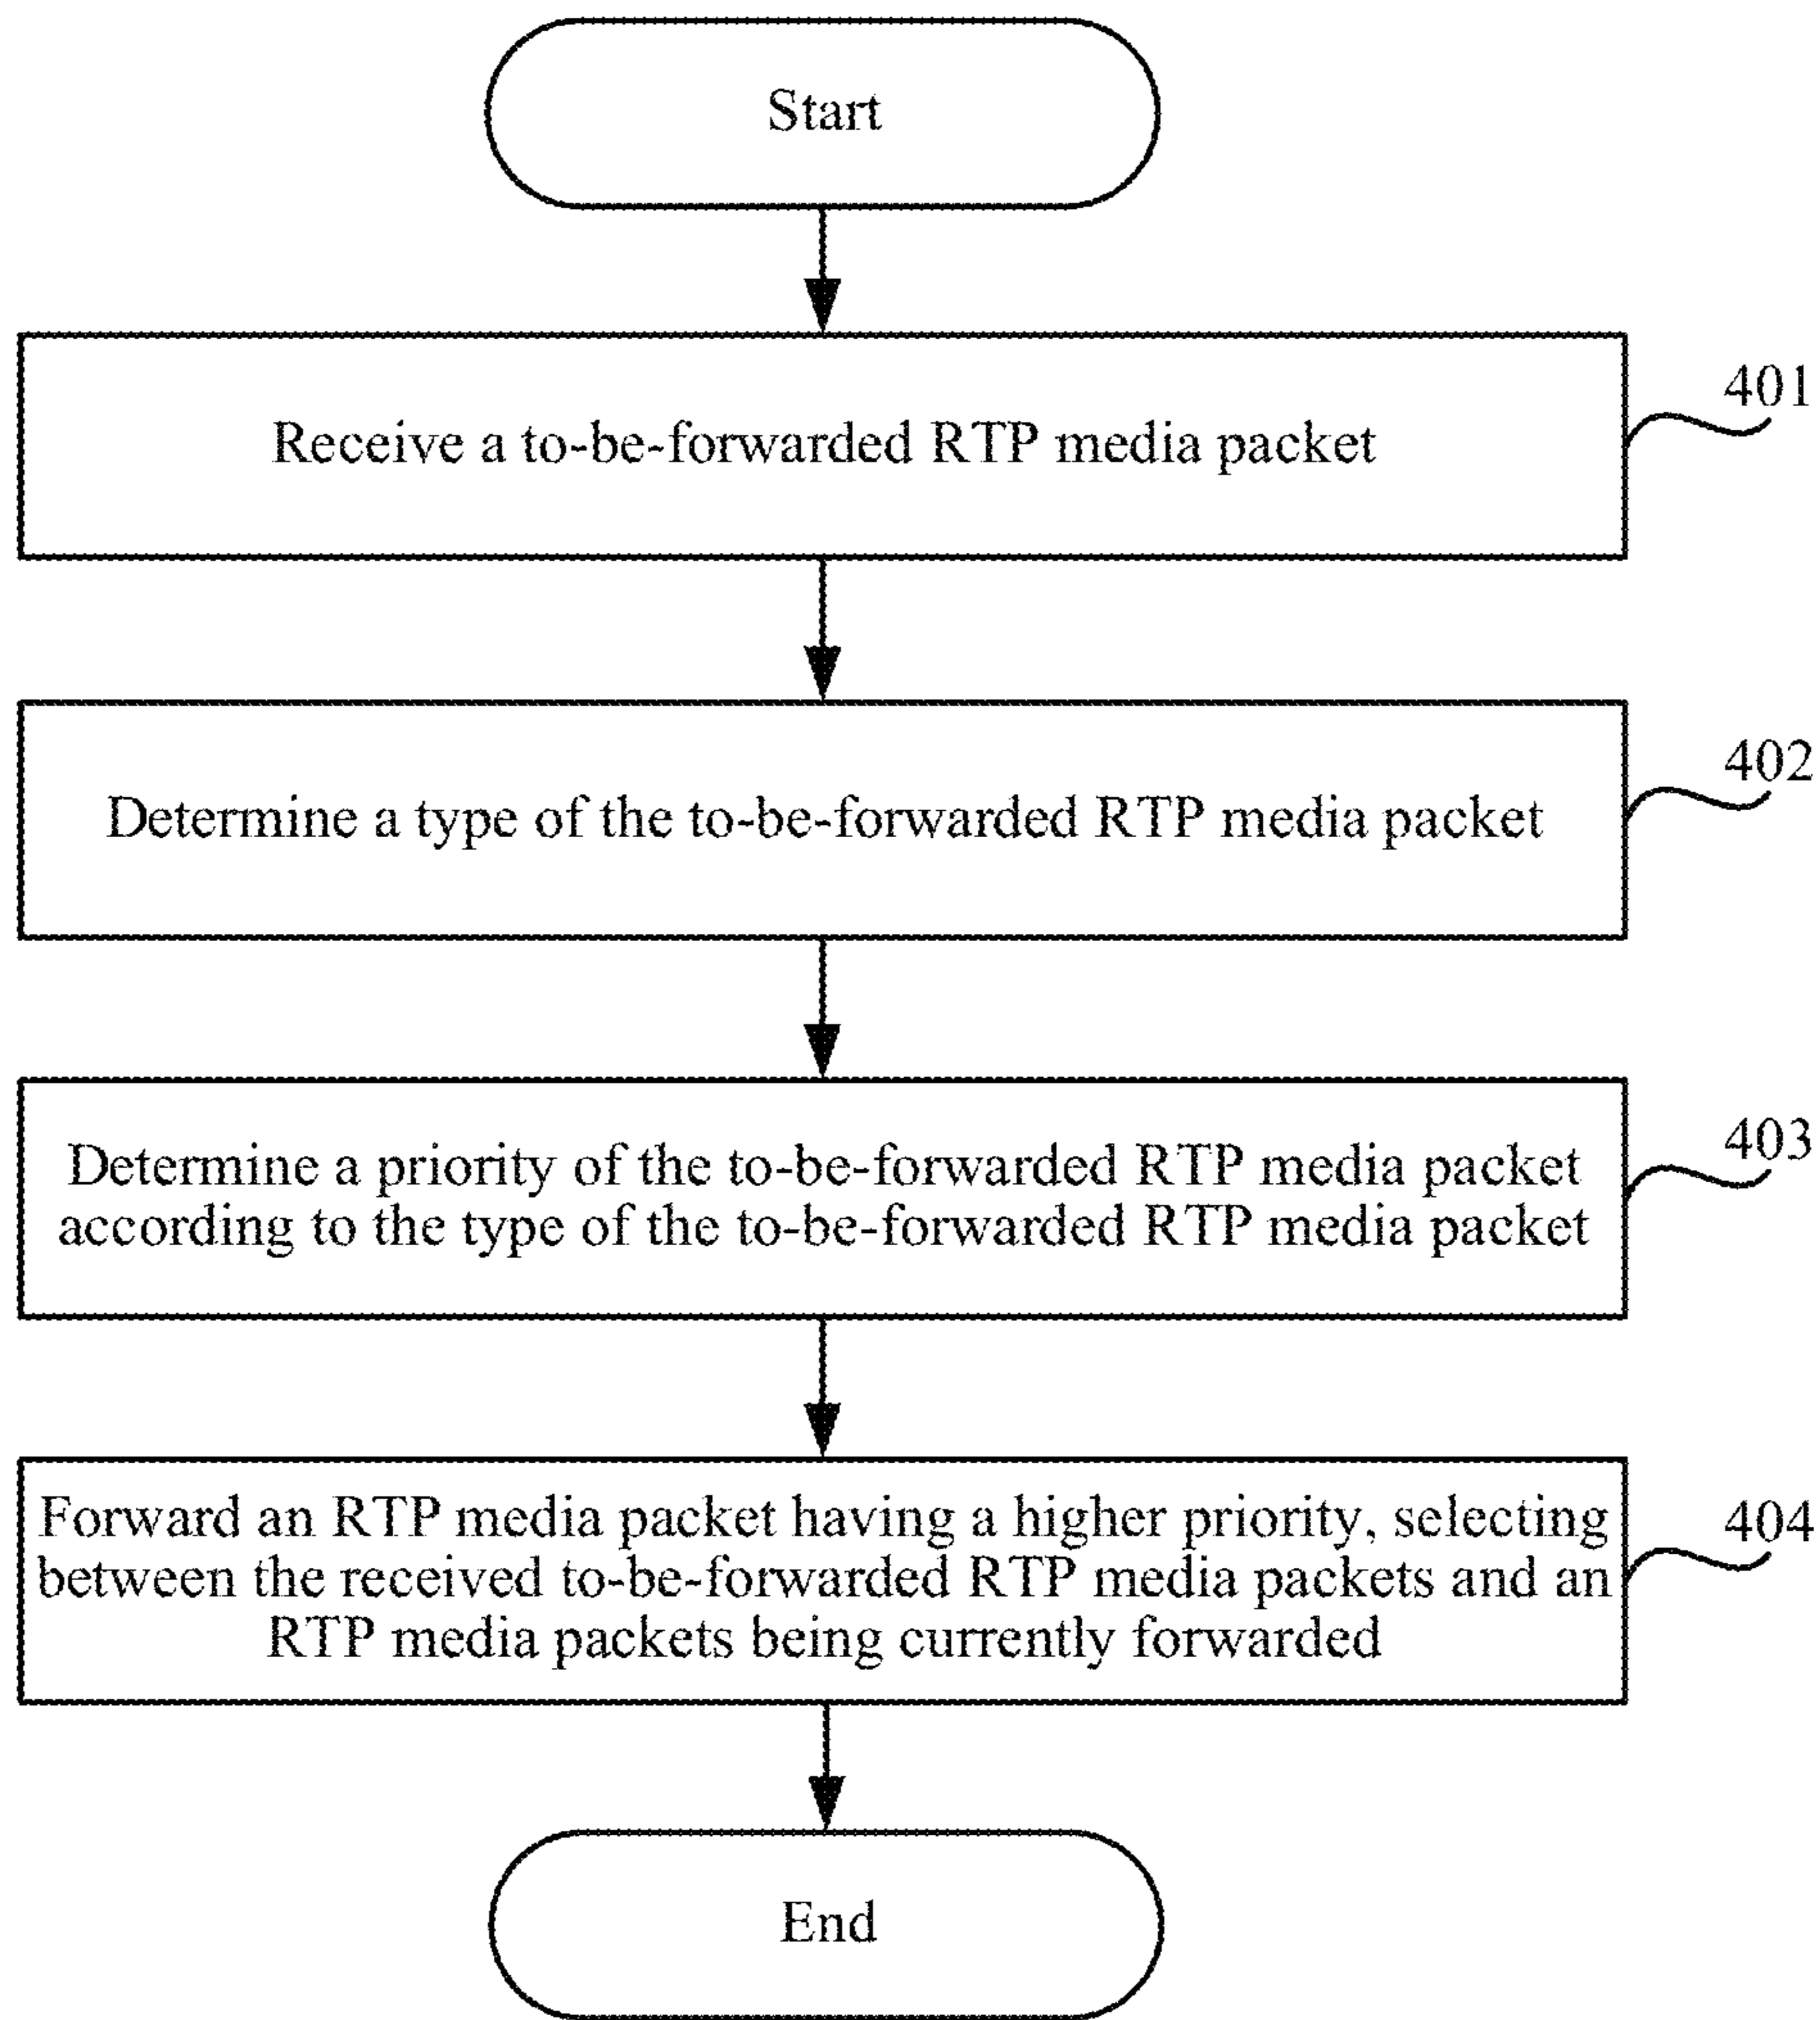 Start
Receive a to-be-forwarded RTP media packet
401
Determine a type of the to-be-forwarded RTP media packet
402
Determine a priority of the to-be-forwarded RTP media packet
according to the type of the to-be-forwarded RTP media packet
403
Forward an RTP media packet having a higher priority, selecting
between the received to-be-forwarded RTP media packets and an
RTP media packets being currently forwarded
404
End